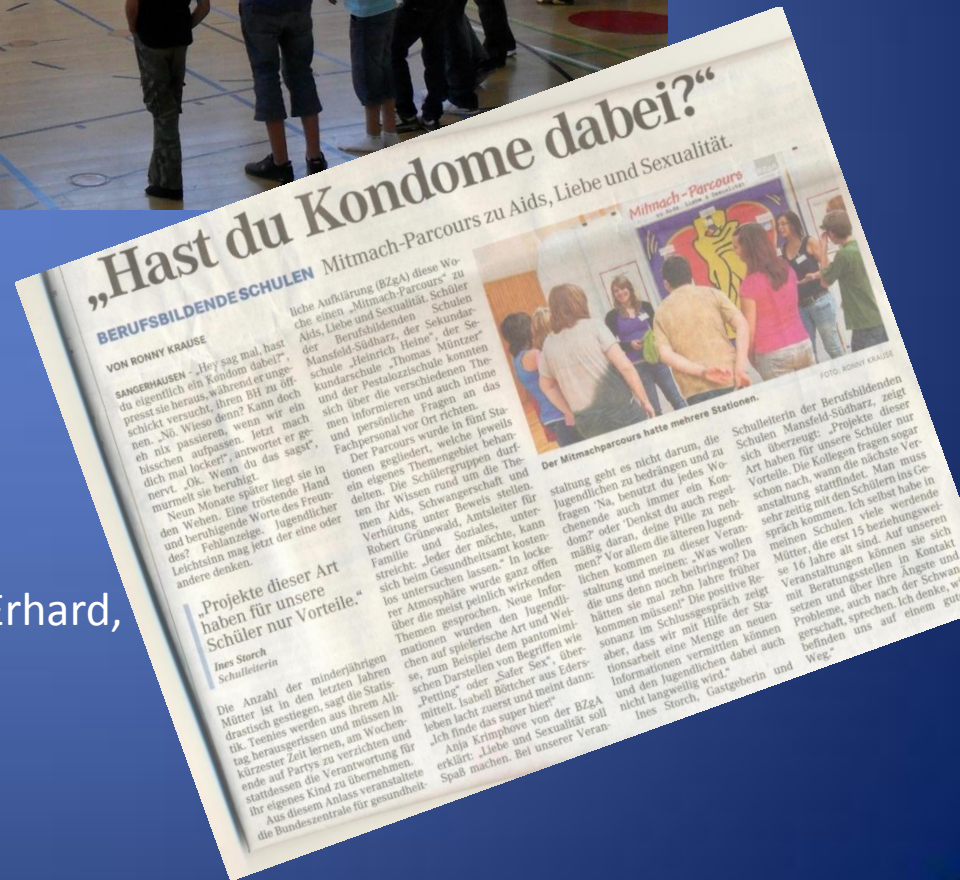 „Hast du Kondome dabei?“
BERUFSBILDENDE SCHULEN Mitmach-Parcours zu Aids, Liebe und Sexualität.
VON RONNY KRAUSE
SANGERHAUSEN · „Hey sag mal, hast
du eigentlich ein Kondom dabei?“,
presst sie heraus, während er unge-
schickt versucht, ihren BH zu öff-
nen. „Nö. Wieso denn? Kann doch
eh nix passieren, wenn wir ein
bisschen aufpassen. Jetzt mach
dich mal locker!“, antwortet er ge-
nervt. „Ok. Wenn du das sagst“,
murmelt sie beruhigt.
Neun Monate später liegt sie in
den Wehen. Eine tröstende Hand
und beruhigende Worte des Freun-
des? Fehlanzeige. Jugendlicher
Leichtsinn mag jetzt der eine oder
andere denken.
„Projekte dieser Art
haben für unsere
Schüler nur Vorteile.“
Ines Storch
Schulleiterin
Die Anzahl der minderjährigen
Mütter ist in den letzten Jahren
drastisch gestiegen, sagt die Statis-
tik. Teenies werden aus ihrem All-
tag herausgerissen und müssen in
kürzester Zeit lernen, am Wochen-
ende auf Partys zu verzichten und
stattdessen die Verantwortung für
ihr eigenes Kind zu übernehmen.
Aus diesem Anlass veranstaltete
die Bundeszentrale für gesundheit-
liche Aufklärung (BZgA) diese Wo-
che einen „Mitmach-Parcours“ zu
Aids, Liebe und Sexualität. Schüler
der Berufsbildenden Schulen
Mansfeld-Südharz, der Sekundar-
schule „Heinrich Heine“, der Se-
kundarschule „Thomas Müntzer“
und der Pestalozzischule konnten
sich über die verschiedenen The-
men informieren und auch intime
und persönliche Fragen an das
Fachpersonal vor Ort richten.
Der Parcours wurde in fünf Sta-
tionen gegliedert, welche jeweils
ein eigenes Themengebiet behan-
delten. Die Schülergruppen durf-
ten ihr Wissen rund um die The-
men Aids, Schwangerschaft und
Verhütung unter Beweis stellen.
Robert Grünewald, Amtsleiter für
Familie und Soziales, unter-
streicht: „Jeder der möchte, kann
sich beim Gesundheitsamt kosten-
los untersuchen lassen.“ In locke-
rer Atmosphäre wurde ganz offen
über die meist peinlich wirkenden
Themen gesprochen. Neue Infor-
mationen wurden den Jugendli-
chen auf spielerische Art und Wei-
se, zum Beispiel dem pantomimi-
schen Darstellen von Begriffen wie
„Petting“ oder „Safer Sex“, über-
mittelt. Isabell Böttcher aus Eders-
leben lacht zuerst und meint dann:
„Ich finde das super hier!“
Anja Krimphove von der BZgA
erklärt: „Liebe und Sexualität soll
Spaß machen. Bei unserer Veran-
Mitmach-Parcours
FOTO: RONNY KRAUSE
Der Mitmachparcours hatte mehrere Stationen.
staltung geht es nicht darum, die
Jugendlichen zu bedrängen und zu
fragen 'Na, benutzt du jedes Wo-
chenende auch immer ein Kon-
dom? oder 'Denkst du auch regel-
mäßig daran, deine Pille zu neh-
men?' Vor allem die älteren Jugend-
lichen kommen zu dieser Veran-
staltung und meinen: „Was wollen
die uns denn noch beibringen? Da
hätten sie mal zehn Jahre früher
kommen müssen!“ Die positive Re-
sonanz im Schlussgespräch zeigt
aber, dass wir mit Hilfe der Sta-
tionsarbeit eine Menge an neuen
Informationen vermitteln können
und den Jugendlichen dabei auch
nicht langweilig wird.“
Ines Storch, Gastgeberin und
Schulleiterin der Berufsbildenden
Schulen Mansfeld-Südharz, zeigt
sich überzeugt: „Projekte dieser
Art haben für unsere Schüler nur
Vorteile. Die Kollegen fragen sogar
schon nach, wann die nächste Ver-
anstaltung stattfindet. Man muss
sehr zeitig mit den Schülern ins Ge-
spräch kommen. Ich selbst habe in
meinen Schulen viele werdende
Mütter, die erst 15 beziehungswei-
se 16 Jahre alt sind. Auf unseren
Veranstaltungen können sie sich
mit Beratungsstellen in Kontakt
setzen und über ihre Ängste und
Probleme, auch nach der Schwan-
gerschaft, sprechen. Ich denke, wi
befinden uns auf einem gut
Weg.“
Erhard,